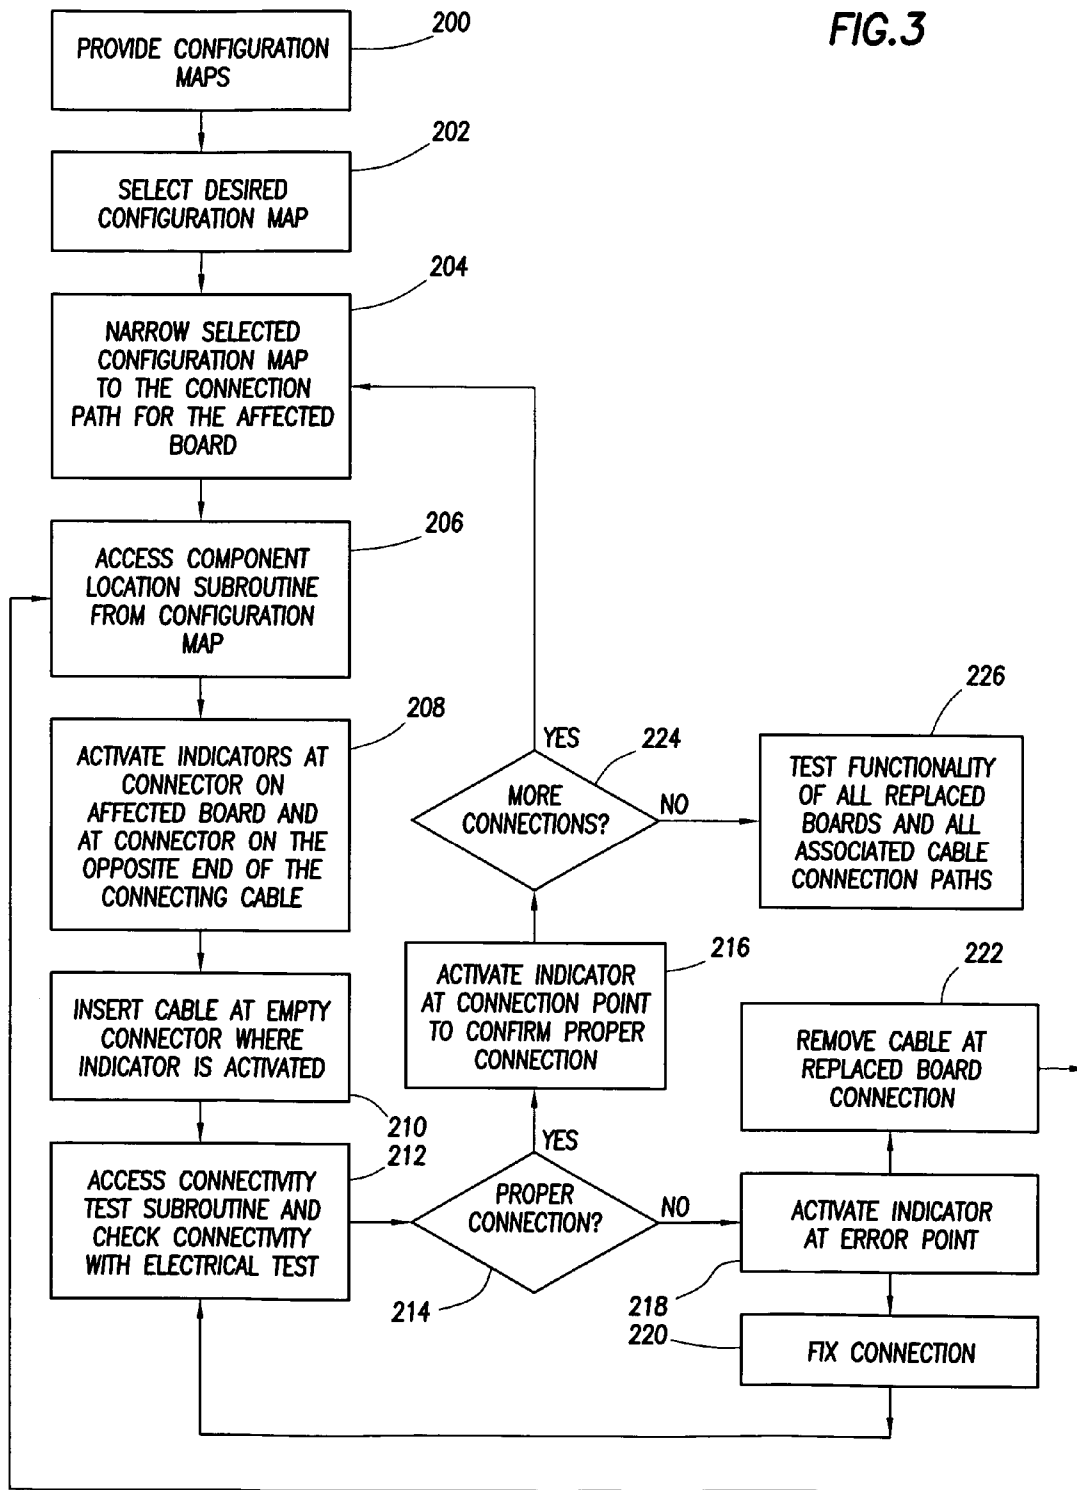 FIG.3
200
PROVIDE CONFIGURATION
MAPS
202
SELECT DESIRED
CONFIGURATION MAP
204
NARROW SELECTED
CONFIGURATION MAP
TO THE CONNECTION
PATH FOR THE AFFECTED
BOARD
206
ACCESS COMPONENT
LOCATION SUBROUTINE
FROM CONFIGURATION
MAP
208
ACTIVATE INDICATORS AT
CONNECTOR ON
AFFECTED BOARD AND
AT CONNECTOR ON THE
OPPOSITE END OF THE
CONNECTING CABLE
INSERT CABLE AT EMPTY
CONNECTOR WHERE
INDICATOR IS ACTIVATED
210
212
ACCESS CONNECTIVITY
TEST SUBROUTINE AND
CHECK CONNECTIVITY
WITH ELECTRICAL TEST
PROPER
CONNECTION?
214
YES
NO
216
ACTIVATE INDICATOR
AT CONNECTION POINT
TO CONFIRM PROPER
CONNECTION
YES
224
MORE
CONNECTIONS?
NO
226
TEST FUNCTIONALITY
OF ALL REPLACED
BOARDS AND ALL
ASSOCIATED CABLE
CONNECTION PATHS
222
REMOVE CABLE AT
REPLACED BOARD
CONNECTION
ACTIVATE INDICATOR
AT ERROR POINT
218
220
FIX CONNECTION